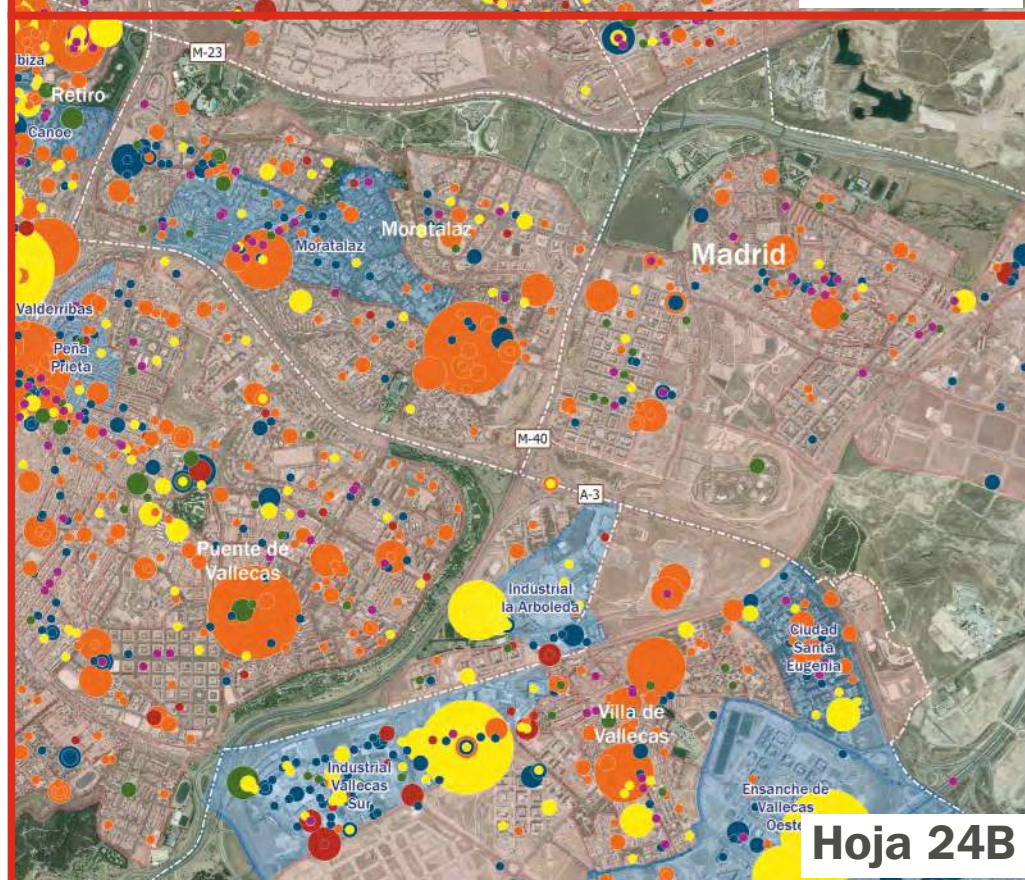 M-23
biza
Retiro
Canoe
Moratalaz
Moratalaz
Madrid
Valderribas
Peña
Prieta
M-40
A-3
Puente de
Vallecas
Industrial
la Arboleda
Ciudad
Santa
Eugenia
Villa de
Vallecas
Industrial
Vallecas
Sur
Ensanche de
Vallecas
Oeste
Hoja 24B